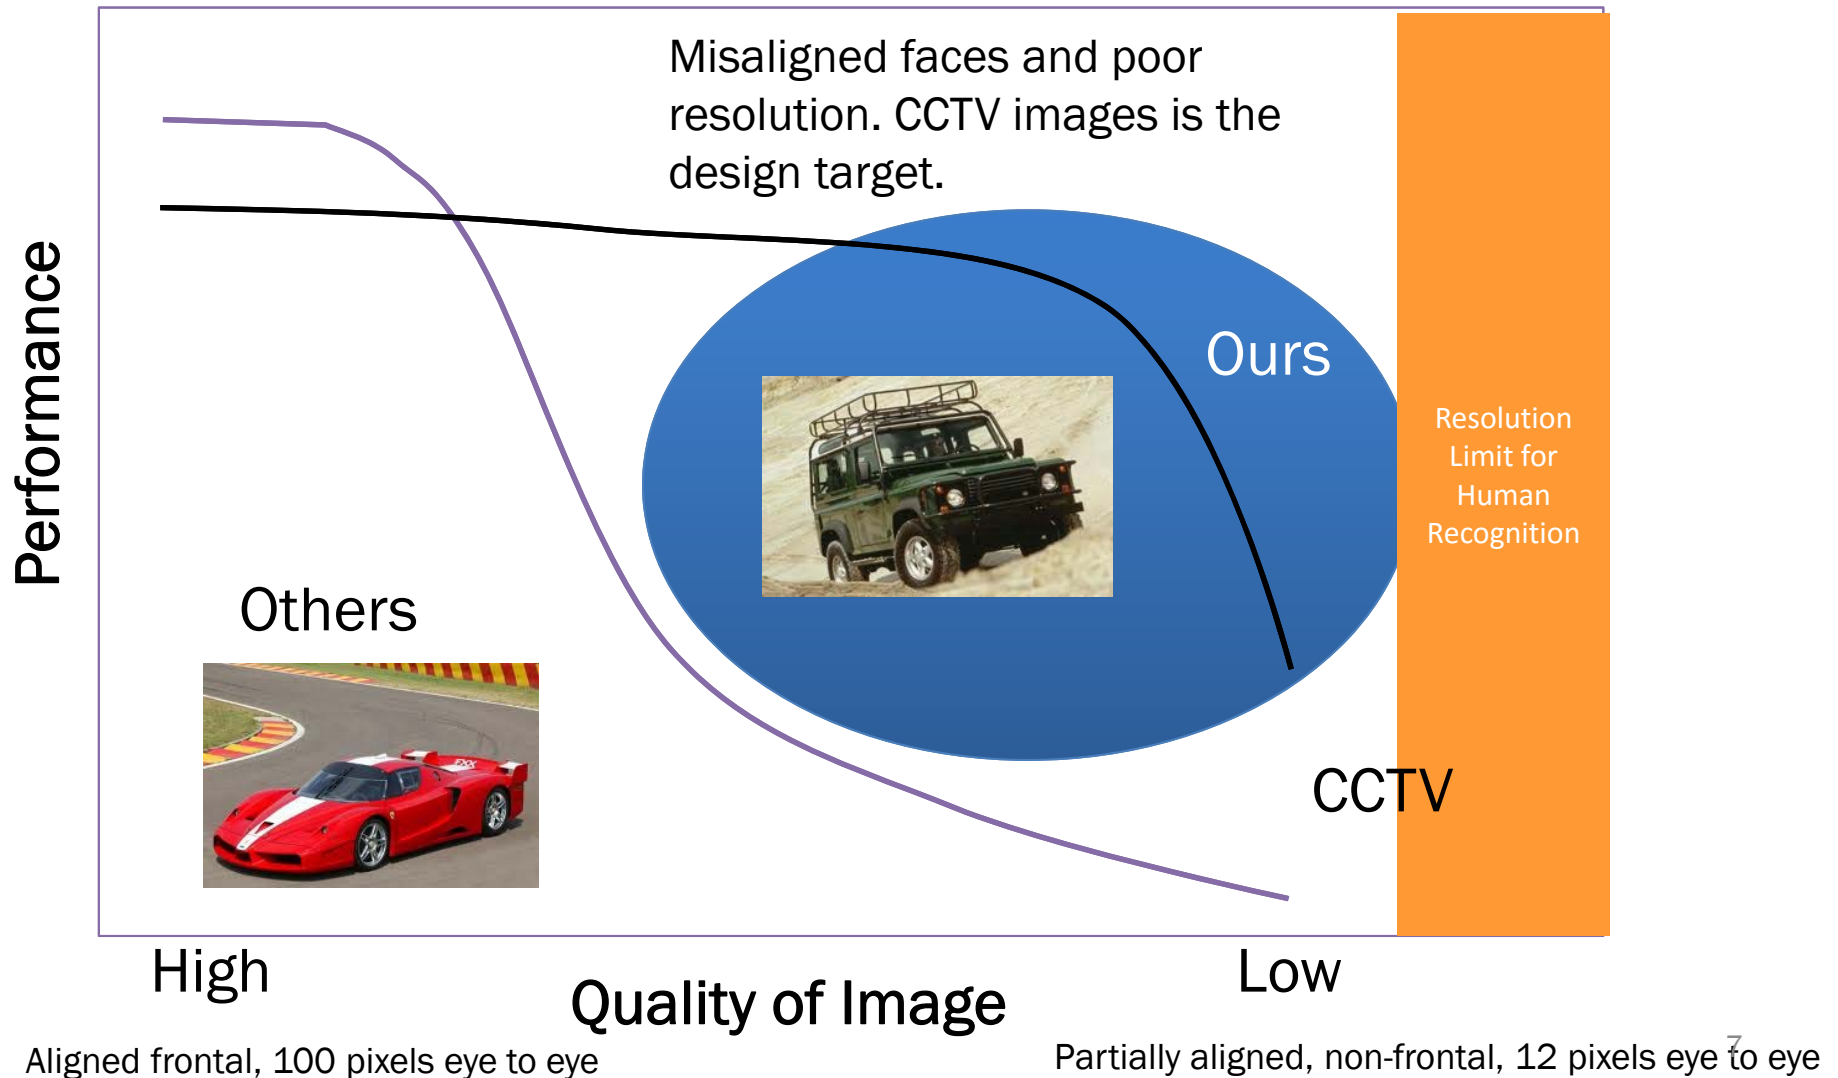 Misaligned faces and poor
resolution. CCTV images is the
design target.
Performance
Ours
Resolution
Limit for
Human
Recognition
Others
FXX
CCTV
High
Low
Quality of Image
Aligned frontal, 100 pixels eye to eye
Partially aligned, non-frontal, 12 pixels eye to eye
7